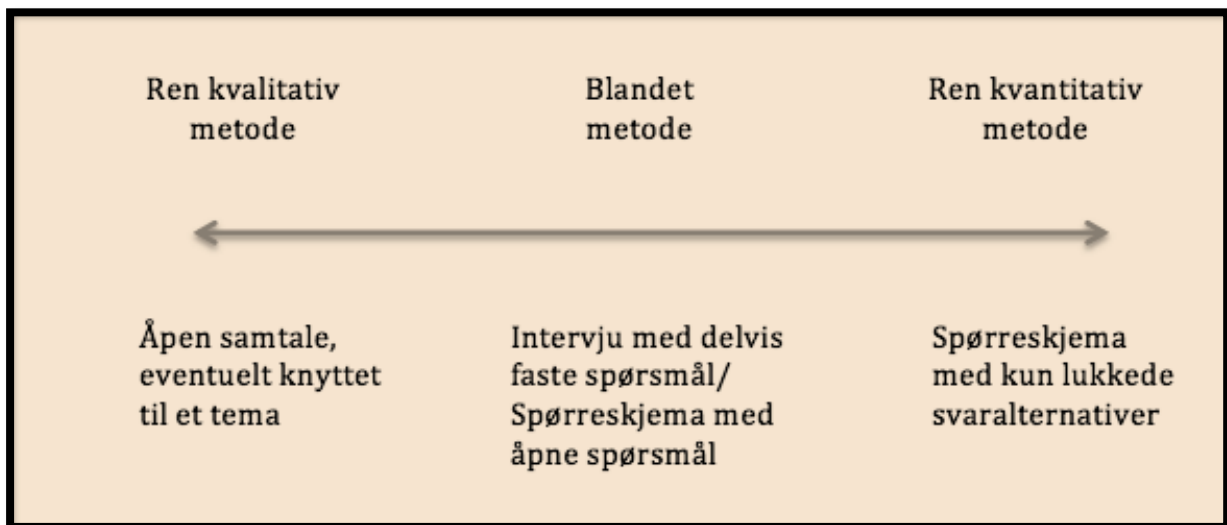 Ren kvalitativ
metode
Blandet
metode
Ren kvantitativ
metode
Åpen samtale,
eventuelt knyttet
til et tema
Intervju med delvis
faste spørsmål/
Spørreskjema med
åpne spørsmål
Spørreskjema
med kun lukkede
svaralternativer